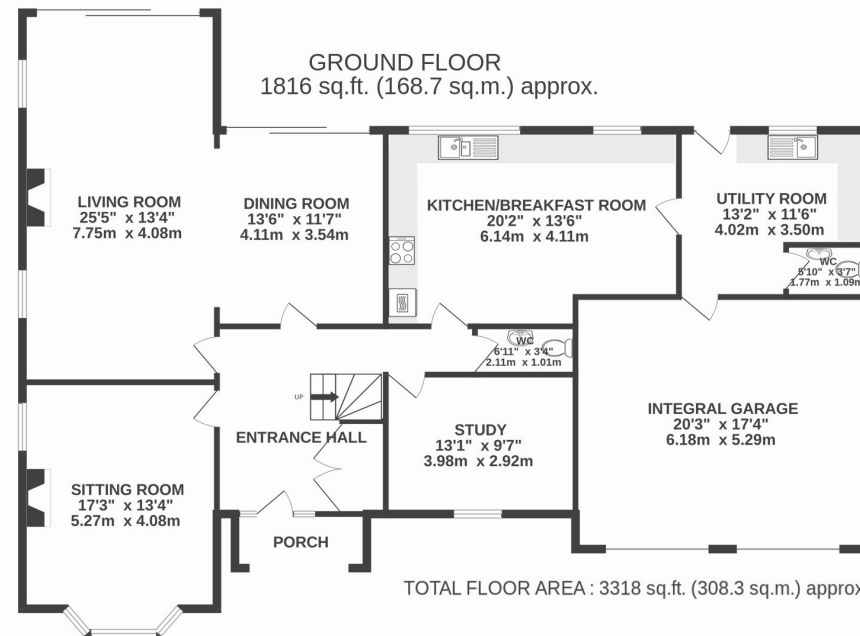 GROUND FLOOR
1816 sq.ft. (168.7 sq.m.) approx.
LIVING ROOM
25'5" x 13'4"
7.75m x 4.08m
DINING ROOM
13'6" x 11'7"
4.11m x 3.54m
KITCHEN/BREAKFAST ROOM
20'2" x 13'6"
6.14m x 4.11m
UTILITY ROOM
13'2" x 11'6"
4.02m x 3.50m
WC
5'10" x 3'7"
1.77m x 1.09m
WC
6'11" x 3'4"
2.11m x 1.01m
UP
ENTRANCE HALL
STUDY
13'1" x 9'7"
3.98m x 2.92m
INTEGRAL GARAGE
20'3" x 17'4"
6.18m x 5.29m
SITTING ROOM
17'3" x 13'4"
5.27m x 4.08m
PORCH
TOTAL FLOOR AREA : 3318 sq.ft. (308.3 sq.m.) approx